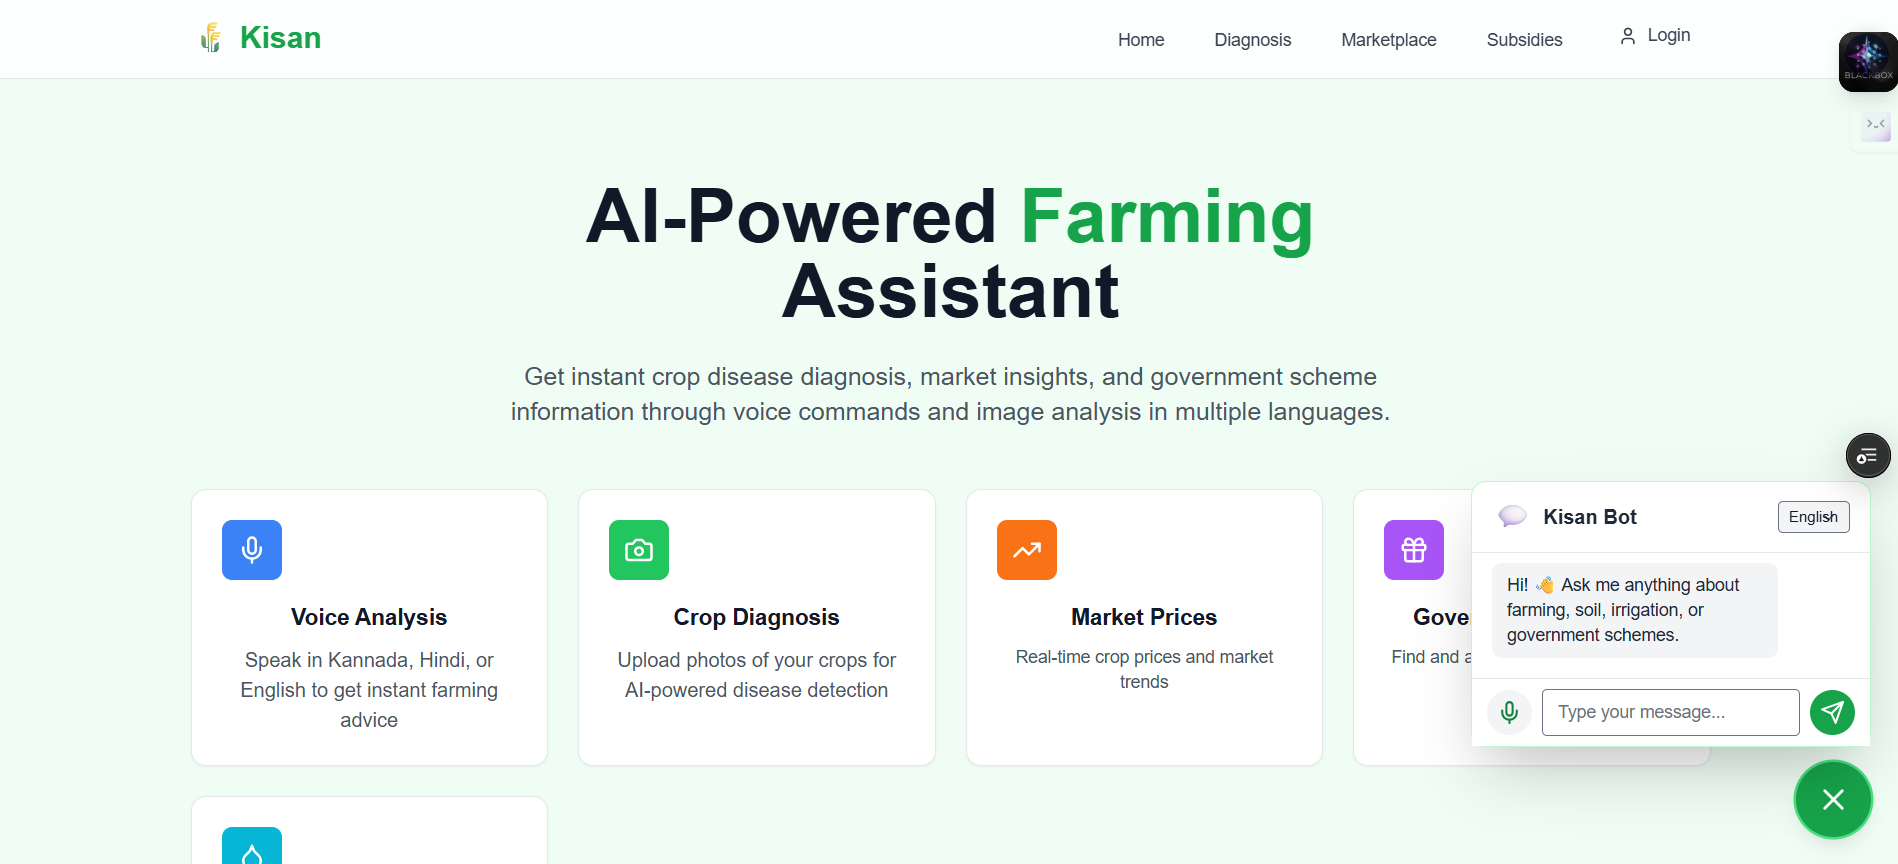 Kisan
Home
Diagnosis
Marketplace
Subsidies
Login
BLACKBOX
AI-Powered Farming
Assistant
Get instant crop disease diagnosis, market insights, and government scheme
information through voice commands and image analysis in multiple languages.
Voice Analysis
Speak in Kannada, Hindi, or
English to get instant farming
advice
Crop Diagnosis
Upload photos of your crops for
AI-powered disease detection
Market Prices
Real-time crop prices and market
trends
Find and
Kisan Bot
English
Hi! 👋 Ask me anything about
farming, soil, irrigation, or
government schemes.
Type your message...